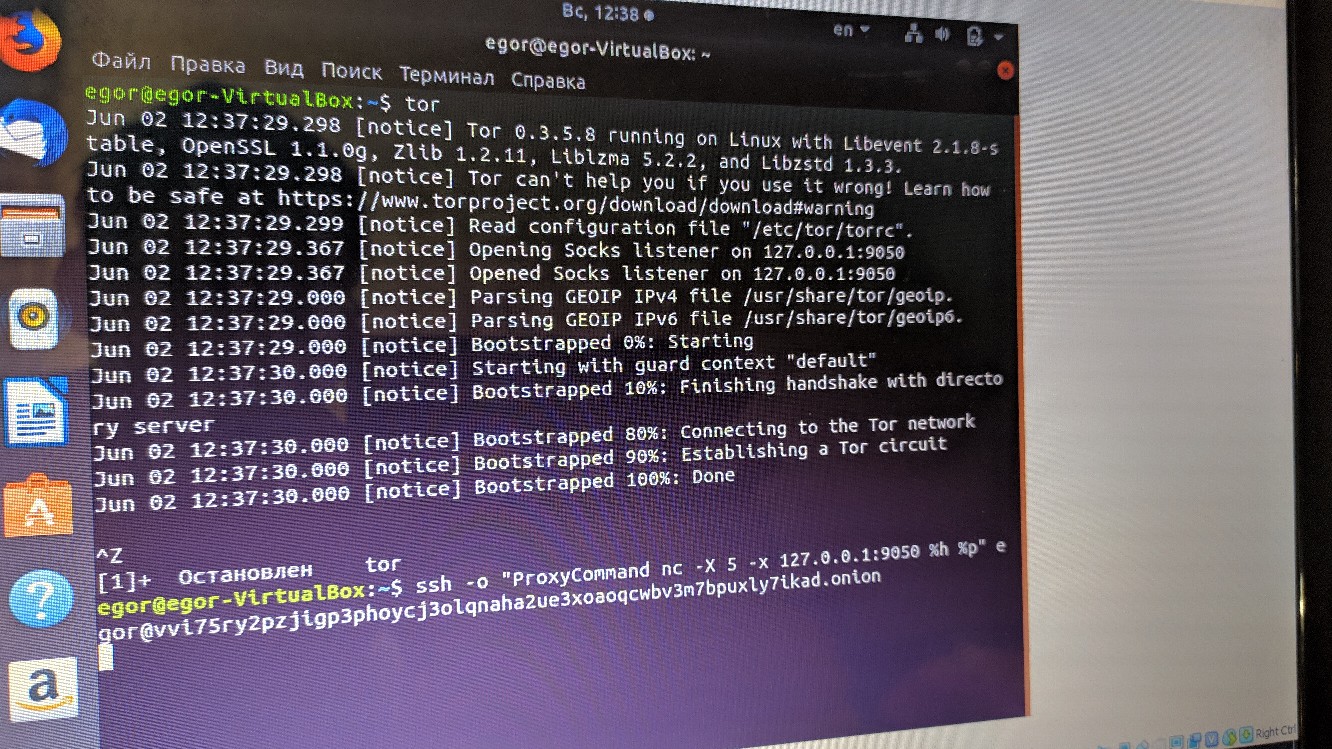 Вс, 12:38
en
egor@egor-VirtualBox: ~
Файл Правка Вид Поиск Терминал Справка
egor@egor-VirtualBox:~$ tor
Jun 02 12:37:29.298 [notice] Tor 0.3.5.8 running on Linux with Libevent 2.1.8-s
table, OpenSSL 1.1.0g, Zlib 1.2.11, Liblzma 5.2.2, and Libzstd 1.3.3.
Jun 02 12:37:29.298 [notice] Tor can't help you if you use it wrong! Learn how
to be safe at https://www.torproject.org/download/download#warning
Jun 02 12:37:29.299 [notice] Read configuration file "/etc/tor/torrc".
Jun 02 12:37:29.367 [notice] Opening Socks listener on 127.0.0.1:9050
Jun 02 12:37:29.367 [notice] Opened Socks listener on 127.0.0.1:9050
Jun 02 12:37:29.000 [notice] Parsing GEOIP IPv4 file /usr/share/tor/geoip.
Jun 02 12:37:29.000 [notice] Parsing GEOIP IPv6 file /usr/share/tor/geoip6.
Jun 02 12:37:29.000 [notice] Bootstrapped 0%: Starting
Jun 02 12:37:30.000 [notice] Starting with guard context "default"
Jun 02 12:37:30.000 [notice] Bootstrapped 10%: Finishing handshake with directo
ry server
Jun 02 12:37:30.000 [notice] Bootstrapped 80%: Connecting to the Tor network
Jun 02 12:37:30.000 [notice] Bootstrapped 90%: Establishing a Tor circuit
Jun 02 12:37:30.000 [notice] Bootstrapped 100%: Done
^Z
[1]+ Остановлен tor
egor@egor-VirtualBox:~$ ssh -o "ProxyCommand nc -X 5 -x 127.0.0.1:9050 %h %p" e
gor@vvi75ry2pzjigp3phoycj3olqnaha2ue3xoaoqcwbv3m7bpuxly7ikad.onion
a
Right Ctrl